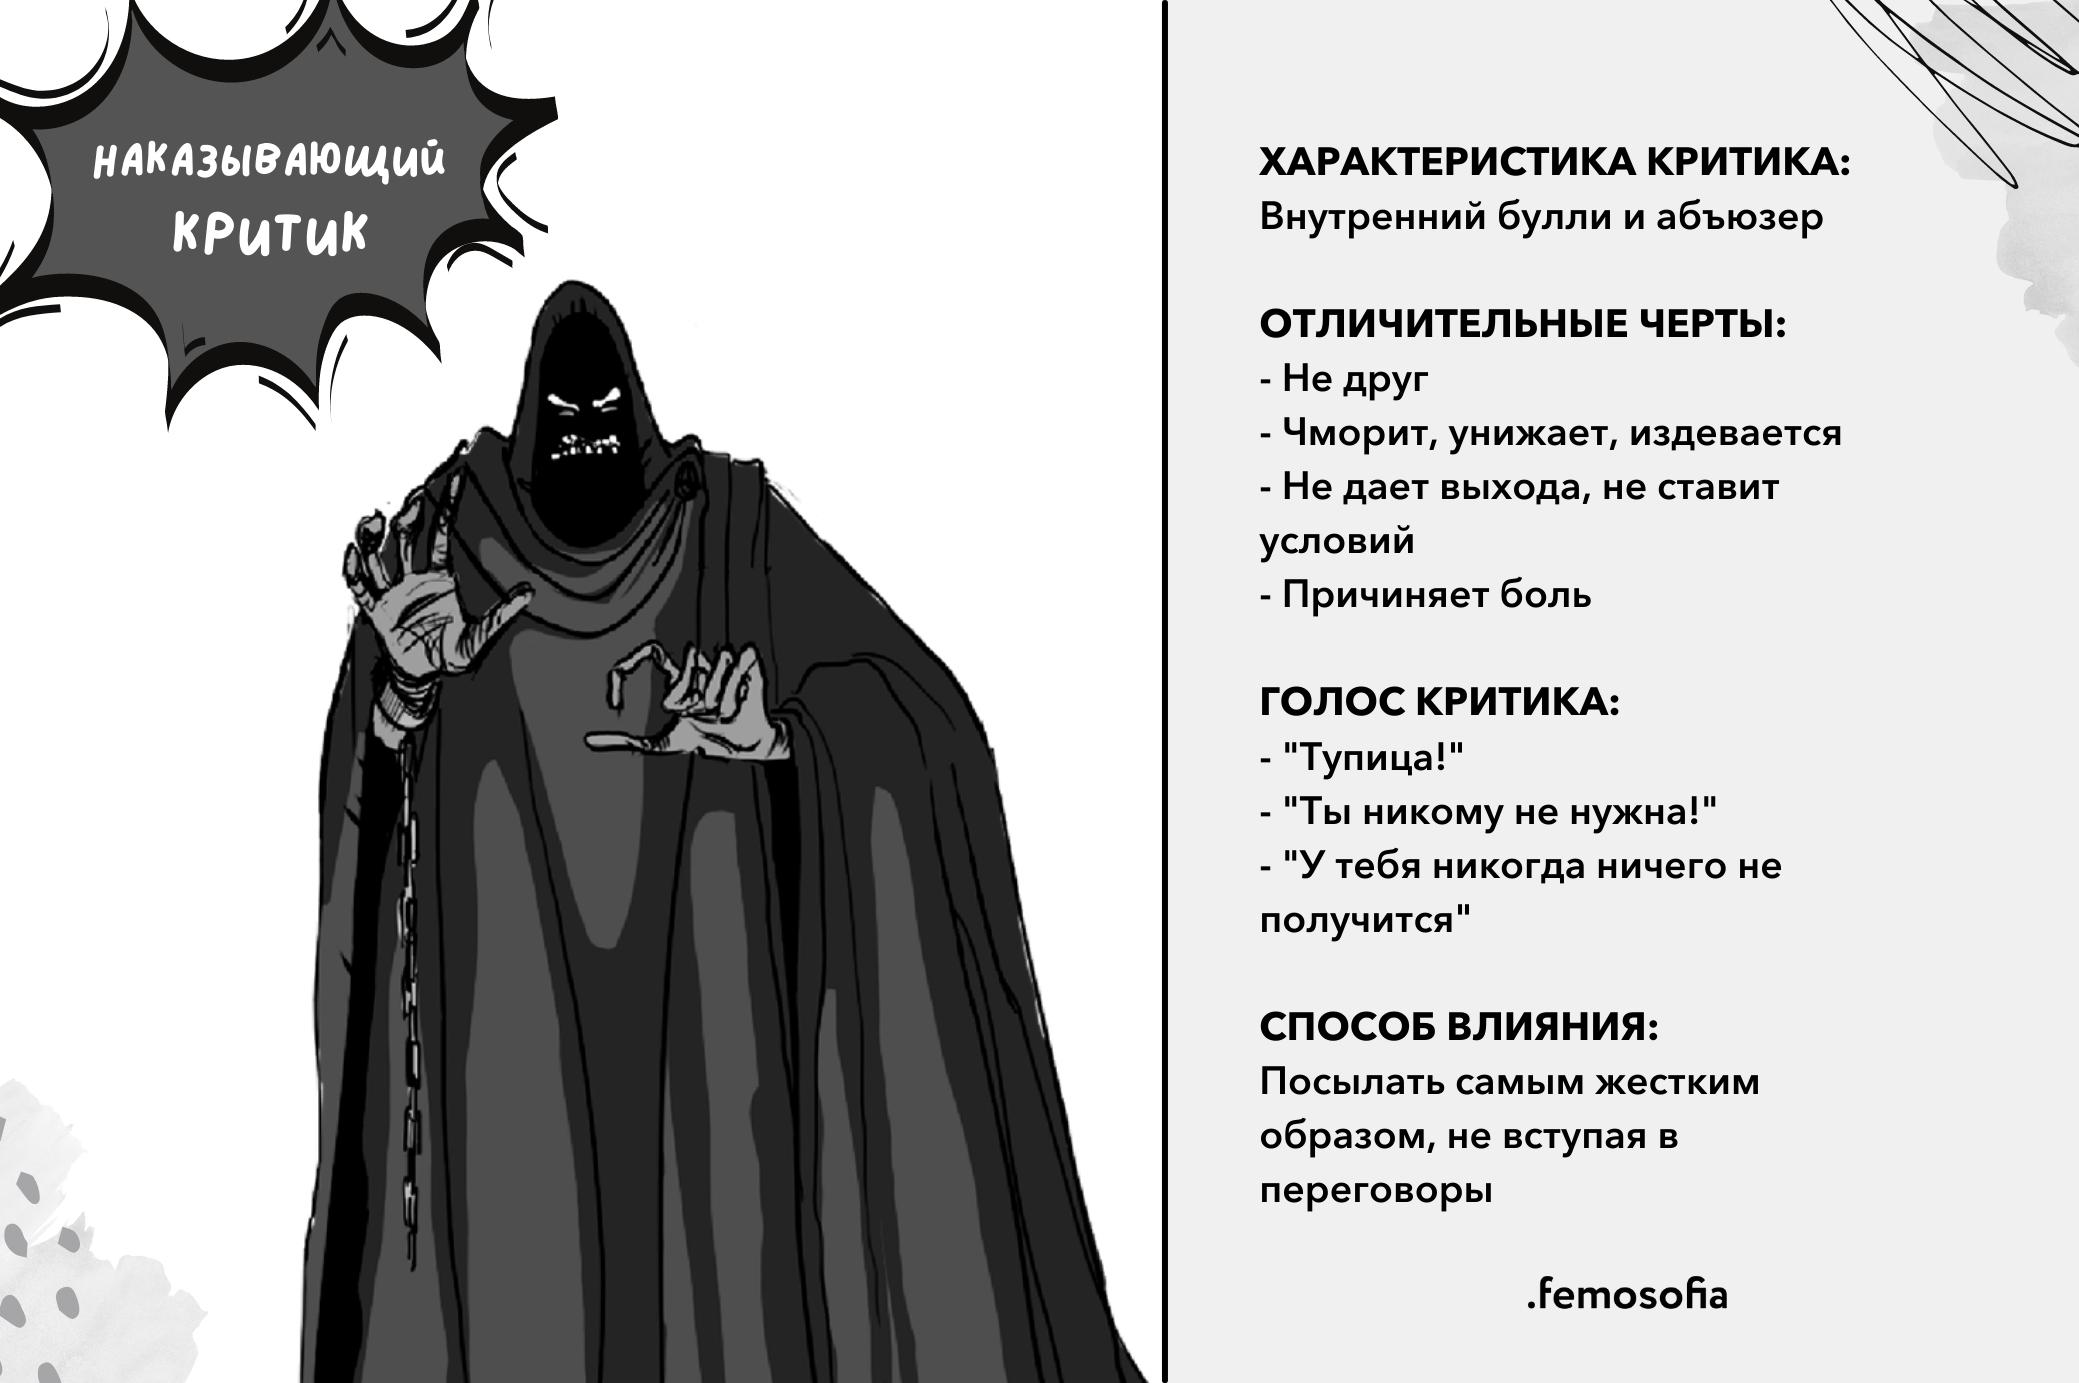 НАКАЗЫВАЮЩИЙ
КРИТИК
ХАРАКТЕРИСТИКА КРИТИКА:
Внутренний булли и абъюзер
ОТЛИЧИТЕЛЬНЫЕ ЧЕРТЫ:
- Не друг
- Чморит, унижает, издевается
- Не дает выхода, не ставит
условий
- Причиняет боль
ГОЛОС КРИТИКА:
- "Тупица!"
- "Ты никому не нужна!"
- "У тебя никогда ничего не
получится"
СПОСОБ ВЛИЯНИЯ:
Посылать самым жестким
образом, не вступая в
переговоры
.femosofia